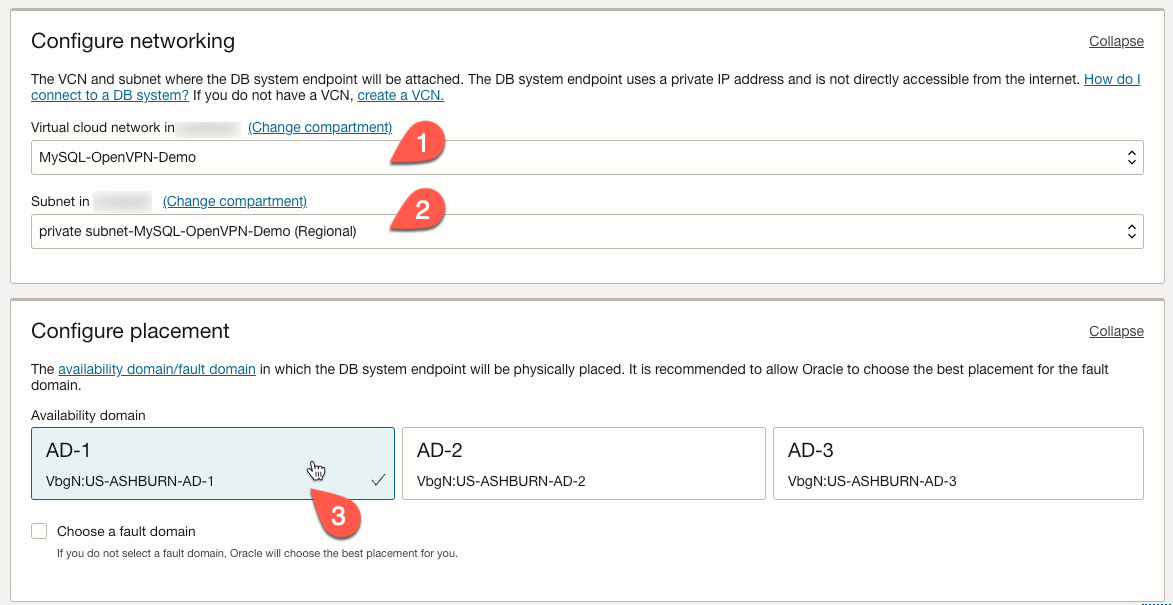 Configure networking
Collapse
The VCN and subnet where the DB system endpoint will be attached. The DB system endpoint uses a private IP address and is not directly accessible from the internet. How do I
connect to a DB system? If you do not have a VCN, create a VCN.
Virtual cloud network in (Change compartment)
1
MySQL-OpenVPN-Demo
Subnet in (Change compartment)
2
private subnet-MySQL-OpenVPN-Demo (Regional)
Configure placement
Collapse
The availability domain/fault domain in which the DB system endpoint will be physically placed. It is recommended to allow Oracle to choose the best placement for the fault
domain.
Availability domain
AD-1
VbgN:US-ASHBURN-AD-1
AD-2
VbgN:US-ASHBURN-AD-2
AD-3
VbgN:US-ASHBURN-AD-3
3
Choose a fault domain
If you do not select a fault domain, Oracle will choose the best placement for you.